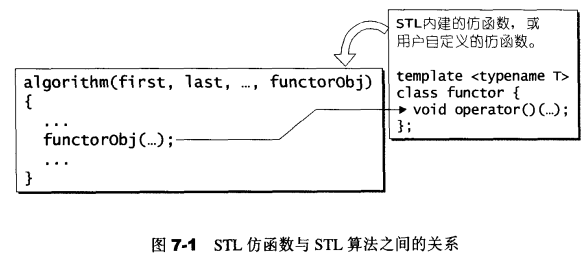 STL内建的仿函数，或
用户自定义的仿函数。
template <typename T>
class functor {
void operator()(…);
};
algorithm(first, last, …, functorObj)
{
...
functorObj(…);
...
}
图 7-1 STL 仿函数与 STL 算法之间的关系